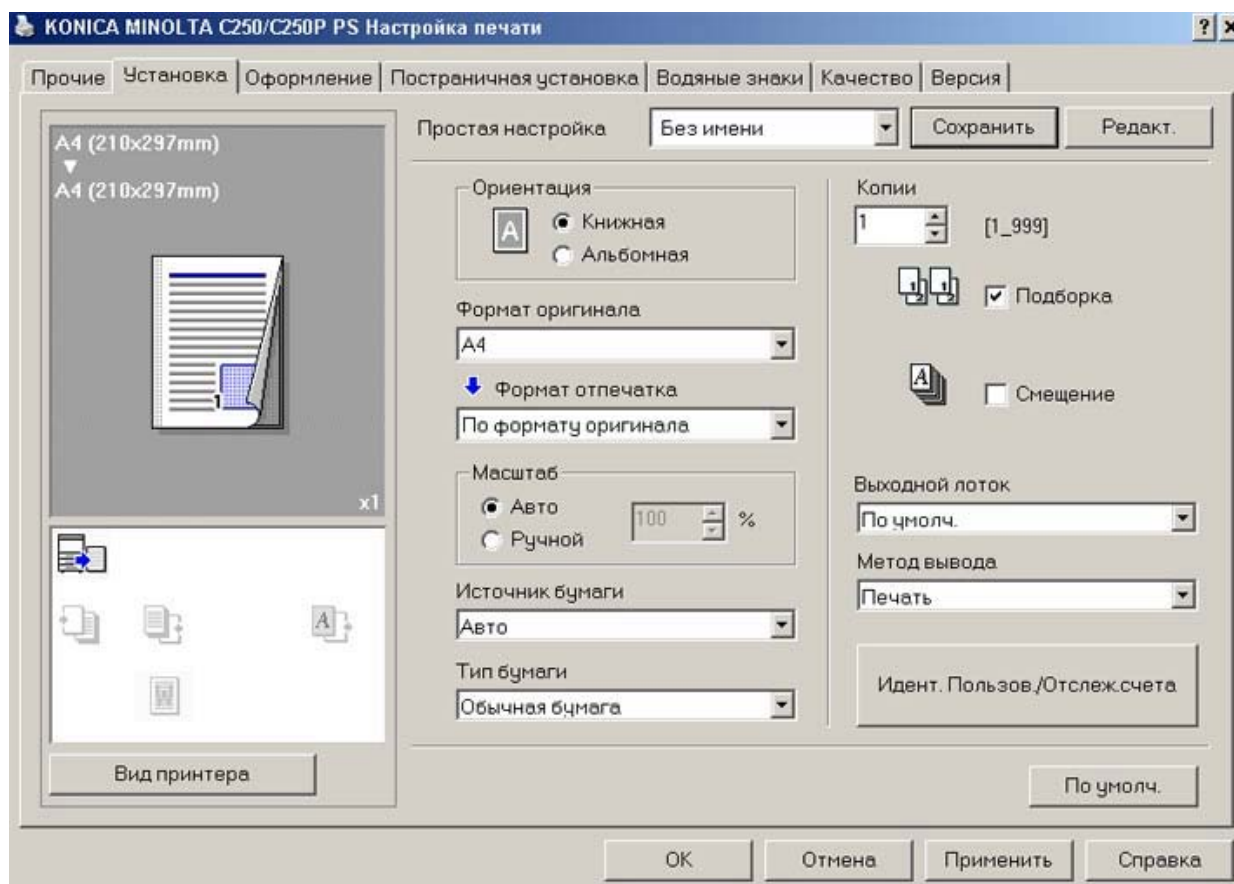 KONICA MINOLTA C250/C250P PS Настройка печати
Прочие Установка Оформление Постраничная установка Водяные знаки Качество Версия
A4 (210x297mm)
A4 (210x297mm)
1
x1
Вид принтера
Простая настройка Без имени Сохранить Редакт.
Ориентация
A
Книжная
Альбомная
Формат оригинала
A4
Формат отпечатка
По формату оригинала
Масштаб
Авто
Ручной
100 %
Источник бумаги
Авто
Тип бумаги
Обычная бумага
Копии
1 [1_999]
Подборка
A Смещение
Выходной лоток
По умолч.
Метод вывода
Печать
Идент. Пользов./Отслеж.счета
По умолч.
OK Отмена Применить Справка